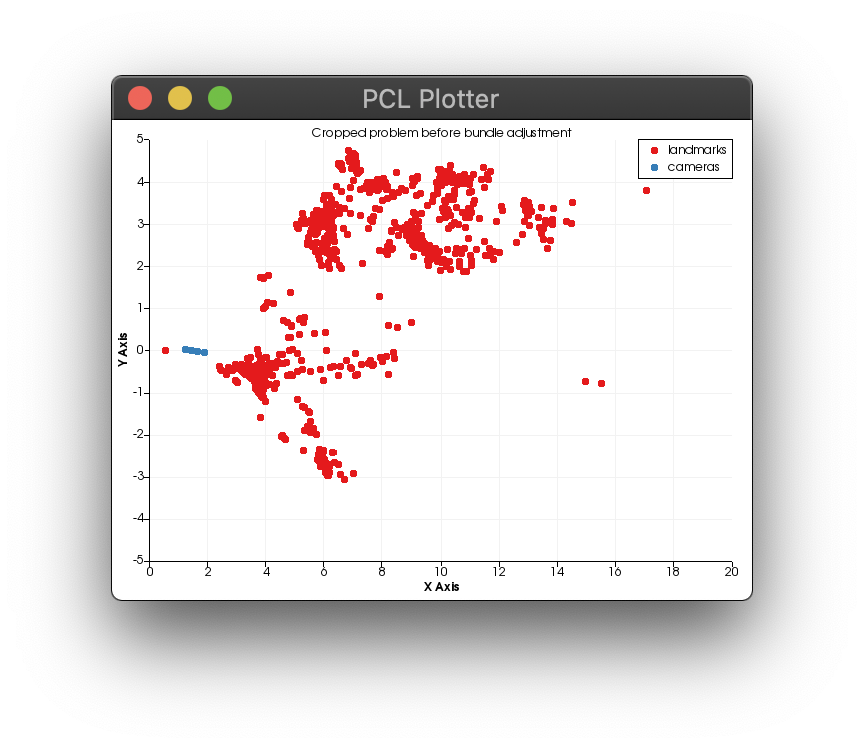 PCL Plotter
Cropped problem before bundle adjustment
landmarks
cameras
5
4
3
2
1
0
-1
-2
-3
-4
-5
Y Axis
0 2 4 6 8 10 12 14 16 18 20
X Axis